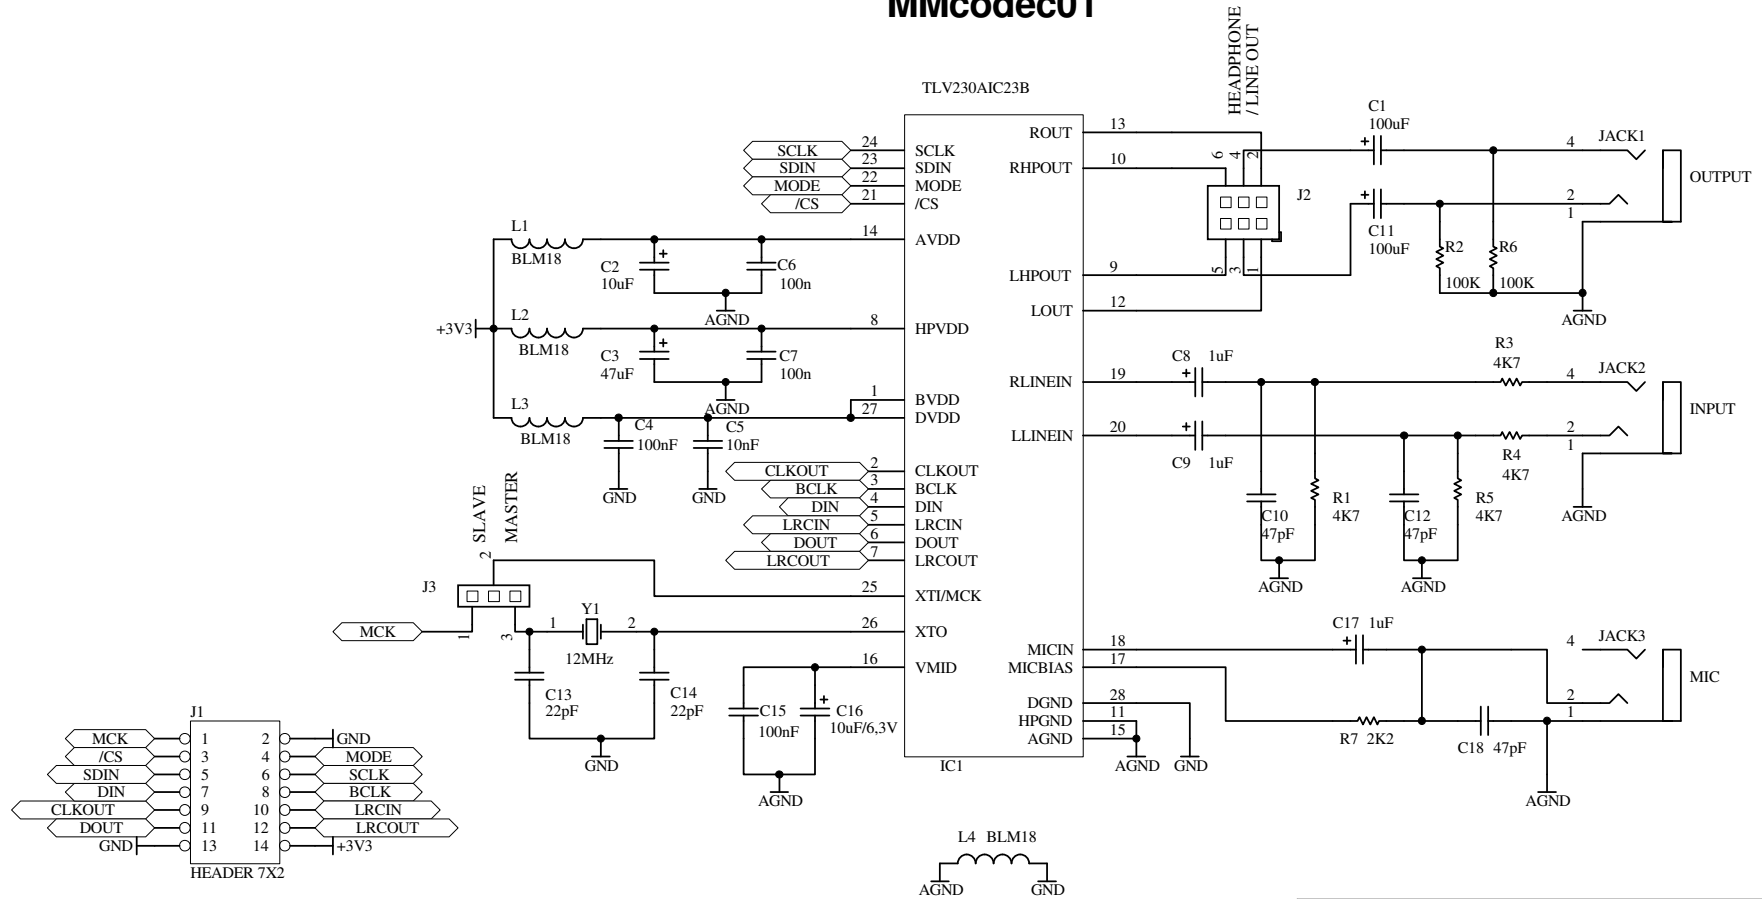 MMcodec01
HEADPHONE
/ LINE OUT
TLV230AIC23B
SCLK 24 SCLK
SDIN 23 SDIN
MODE 22 MODE
/CS 21 /CS
14 AVDD
8 HPVDD
1 BVDD
27 DVDD
CLKOUT 2 CLKOUT
BCLK 3 BCLK
DIN 4 DIN
LRCIN 5 LRCIN
DOUT 6 DOUT
LRCOUT 7 LRCOUT
25 XTI/MCK
26 XTO
16 VMID
IC1
ROUT 13
RHPOUT 10
LHPOUT 9
LOUT 12
RLINEIN 19
LLINEIN 20
MICIN 18
MICBIAS 17
DGND 28
HPGND 11
AGND 15
AGND GND
+3V3
L1
BLM18
C2
10uF
+
C6
100n
AGND
L2
BLM18
C3
47uF
+
C7
100n
AGND
L3
BLM18
C4
100nF
C5
10nF
GND
GND
SLAVE
MASTER
J3
2
1
3
MCK
Y1
1 2
12MHz
C13
22pF
C14
22pF
GND
C15
100nF
+
C16
10uF/6,3V
AGND
6 4 2
J2
5 3 1
C1
100uF
+
+
C11
100uF
R2
100K
R6
100K
4 JACK1
2
1
OUTPUT
AGND
C8 1uF
+
+
C9 1uF
R3
4K7
R4
4K7
4 JACK2
2
1
INPUT
AGND
C10
47pF
R1
4K7
AGND
C12
47pF
R5
4K7
AGND
C17 1uF
+
4 JACK3
2
1
MIC
R7 2K2
C18 47pF
AGND
J1
MCK 1 2 GND
/CS 3 4 MODE
SDIN 5 6 SCLK
DIN 7 8 BCLK
CLKOUT 9 10 LRCIN
DOUT 11 12 LRCOUT
GND 13 14 +3V3
HEADER 7X2
L4 BLM18
AGND GND